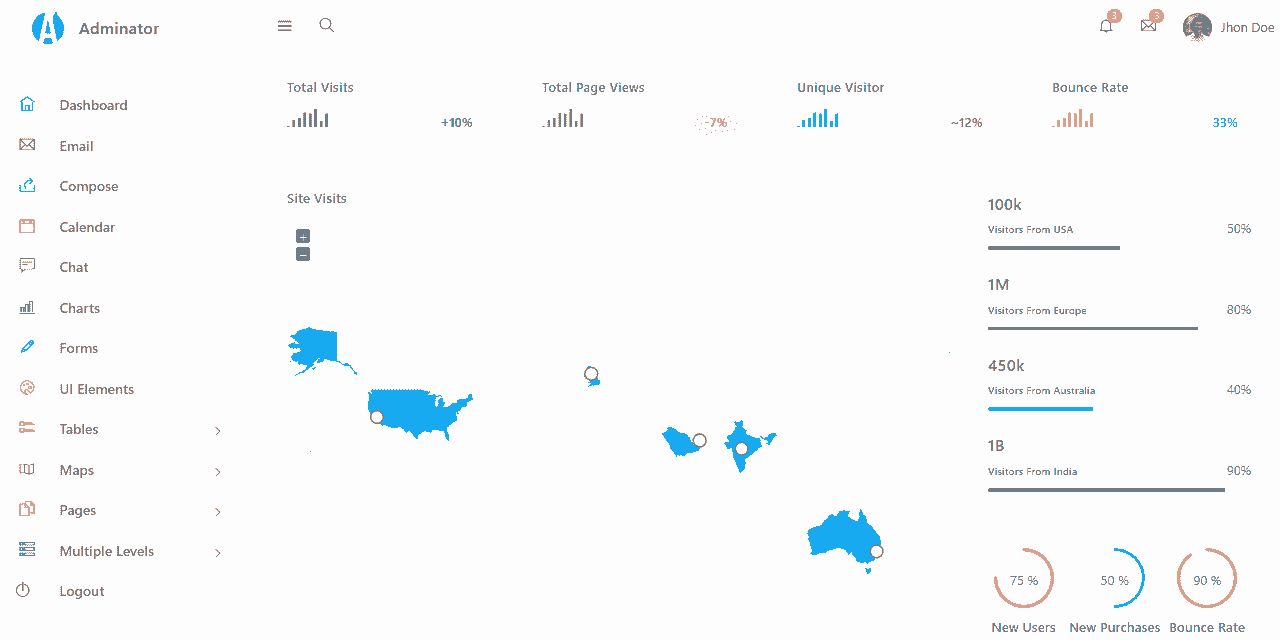 Adminator
3
3
Jhon Doe
Dashboard
Email
Compose
Calendar
Chat
Charts
Forms
UI Elements
Tables
Maps
Pages
Multiple Levels
Logout
Total Visits
+10%
Total Page Views
-7%
Unique Visitor
~12%
Bounce Rate
33%
Site Visits
+
−
100k
Visitors From USA
50%
1M
Visitors From Europe
80%
450k
Visitors From Australia
40%
1B
Visitors From India
90%
75 %
New Users
50 %
New Purchases
90 %
Bounce Rate